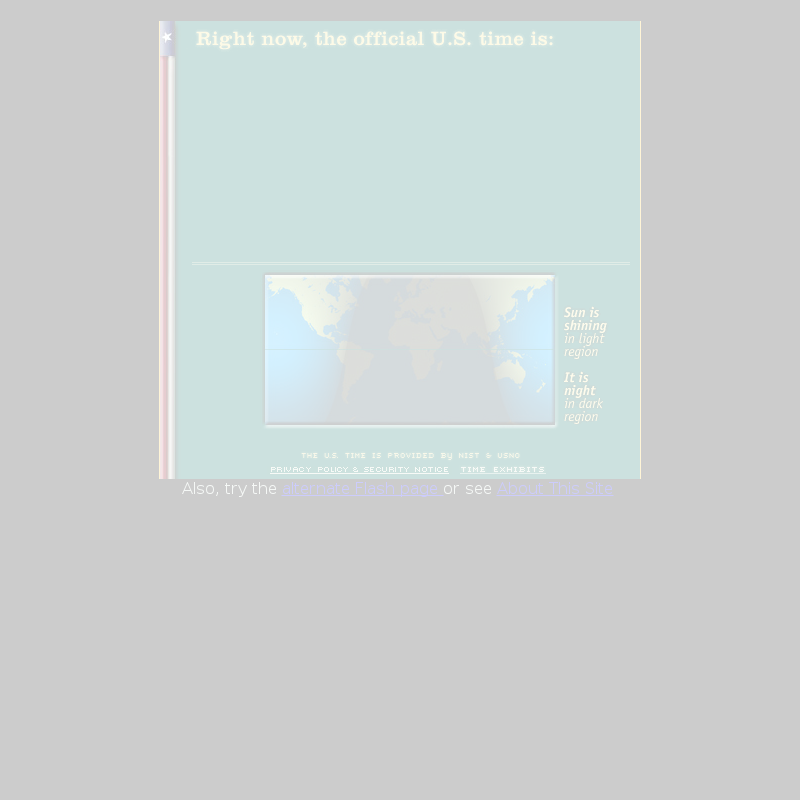 Right now, the official U.S. time is:
Sun is
shining
in light
region
It is
night
in dark
region
THE U.S. TIME IS PROVIDED BY NIST & USNO
PRIVACY POLICY & SECURITY NOTICE TIME EXHIBITS
Also, try the alternate Flash page or see About This Site